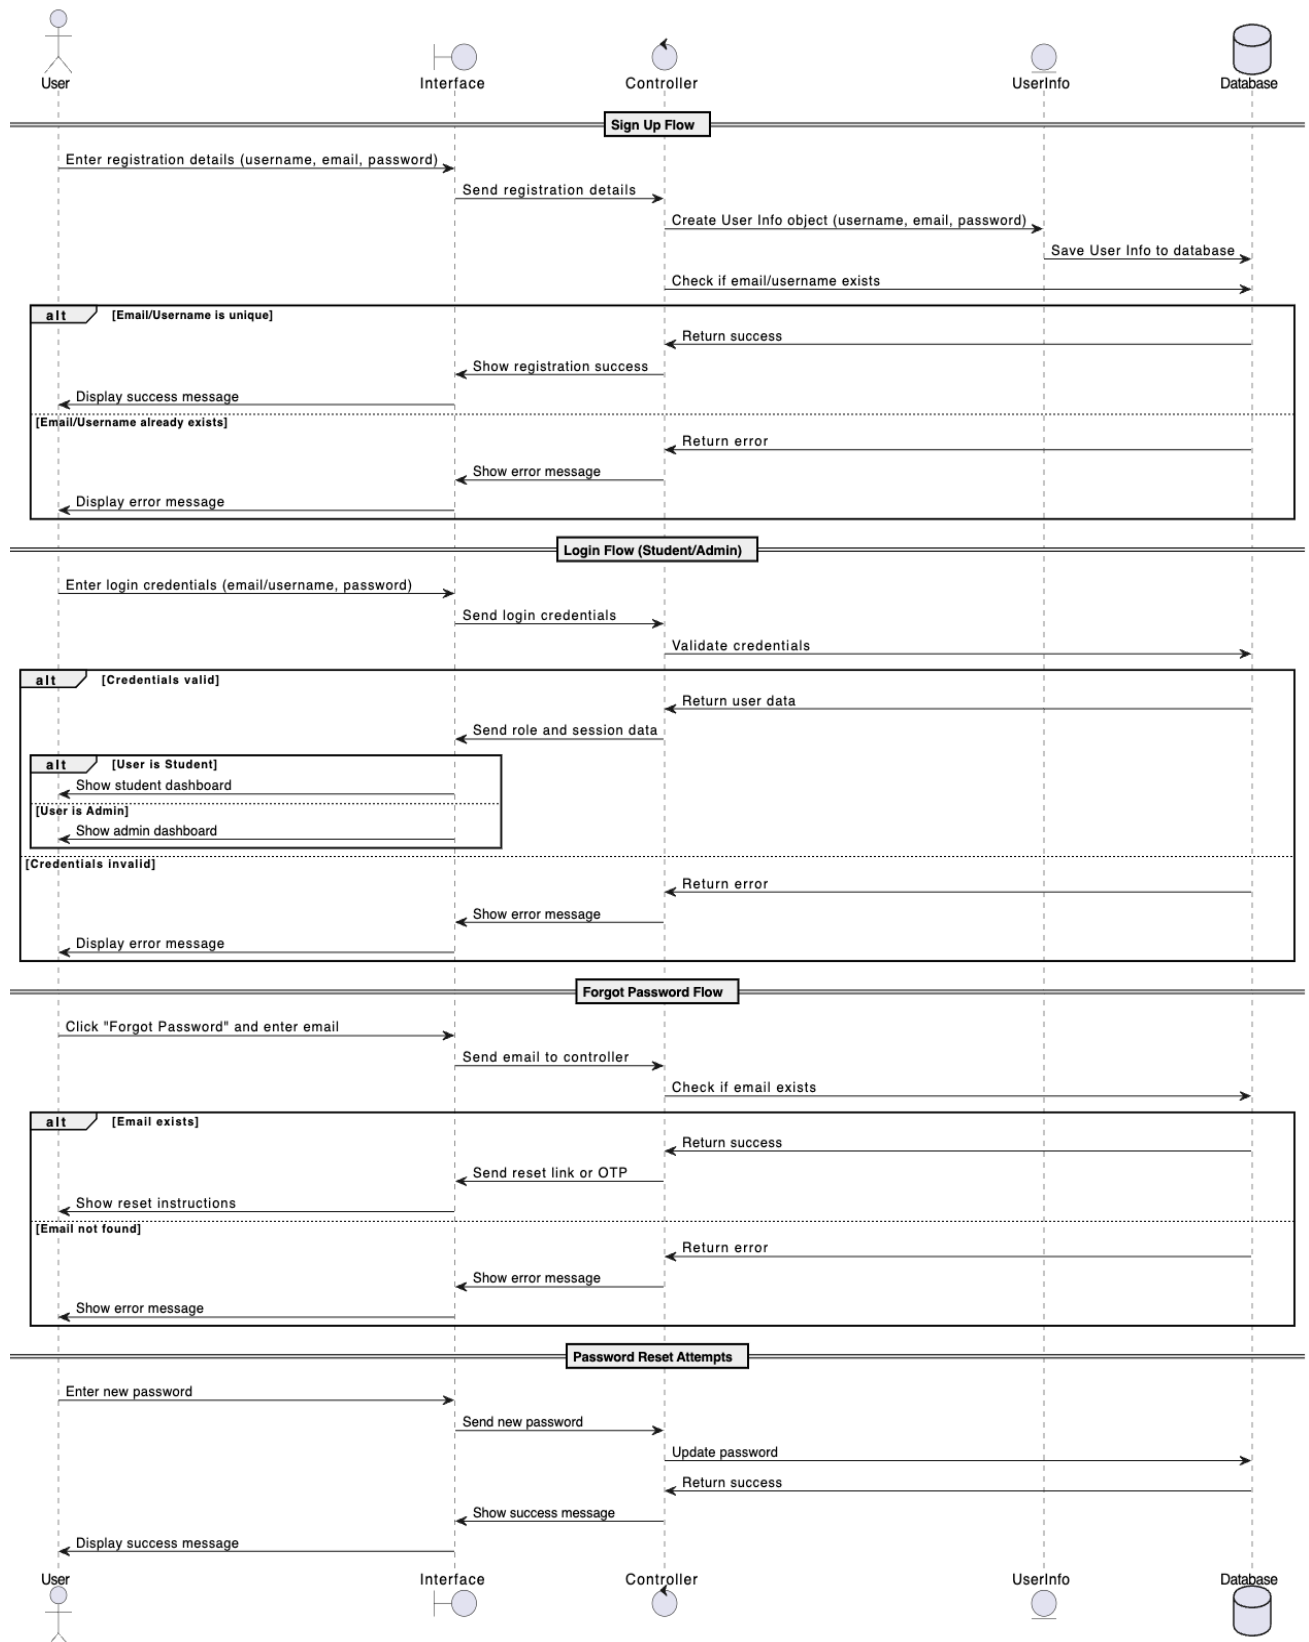 User
Interface
Controller
UserInfo
Database
Sign Up Flow
Enter registration details (username, email, password)
Send registration details
Create User Info object (username, email, password)
Save User Info to database
Check if email/username exists
alt [Email/Username is unique]
Return success
Show registration success
Display success message
[Email/Username already exists]
Return error
Show error message
Display error message
Login Flow (Student/Admin)
Enter login credentials (email/username, password)
Send login credentials
Validate credentials
alt [Credentials valid]
Return user data
Send role and session data
alt [User is Student]
Show student dashboard
[User is Admin]
Show admin dashboard
[Credentials invalid]
Return error
Show error message
Display error message
Forgot Password Flow
Click "Forgot Password" and enter email
Send email to controller
Check if email exists
alt [Email exists]
Return success
Send reset link or OTP
Show reset instructions
[Email not found]
Return error
Show error message
Show error message
Password Reset Attempts
Enter new password
Send new password
Update password
Return success
Show success message
Display success message
User
Interface
Controller
UserInfo
Database